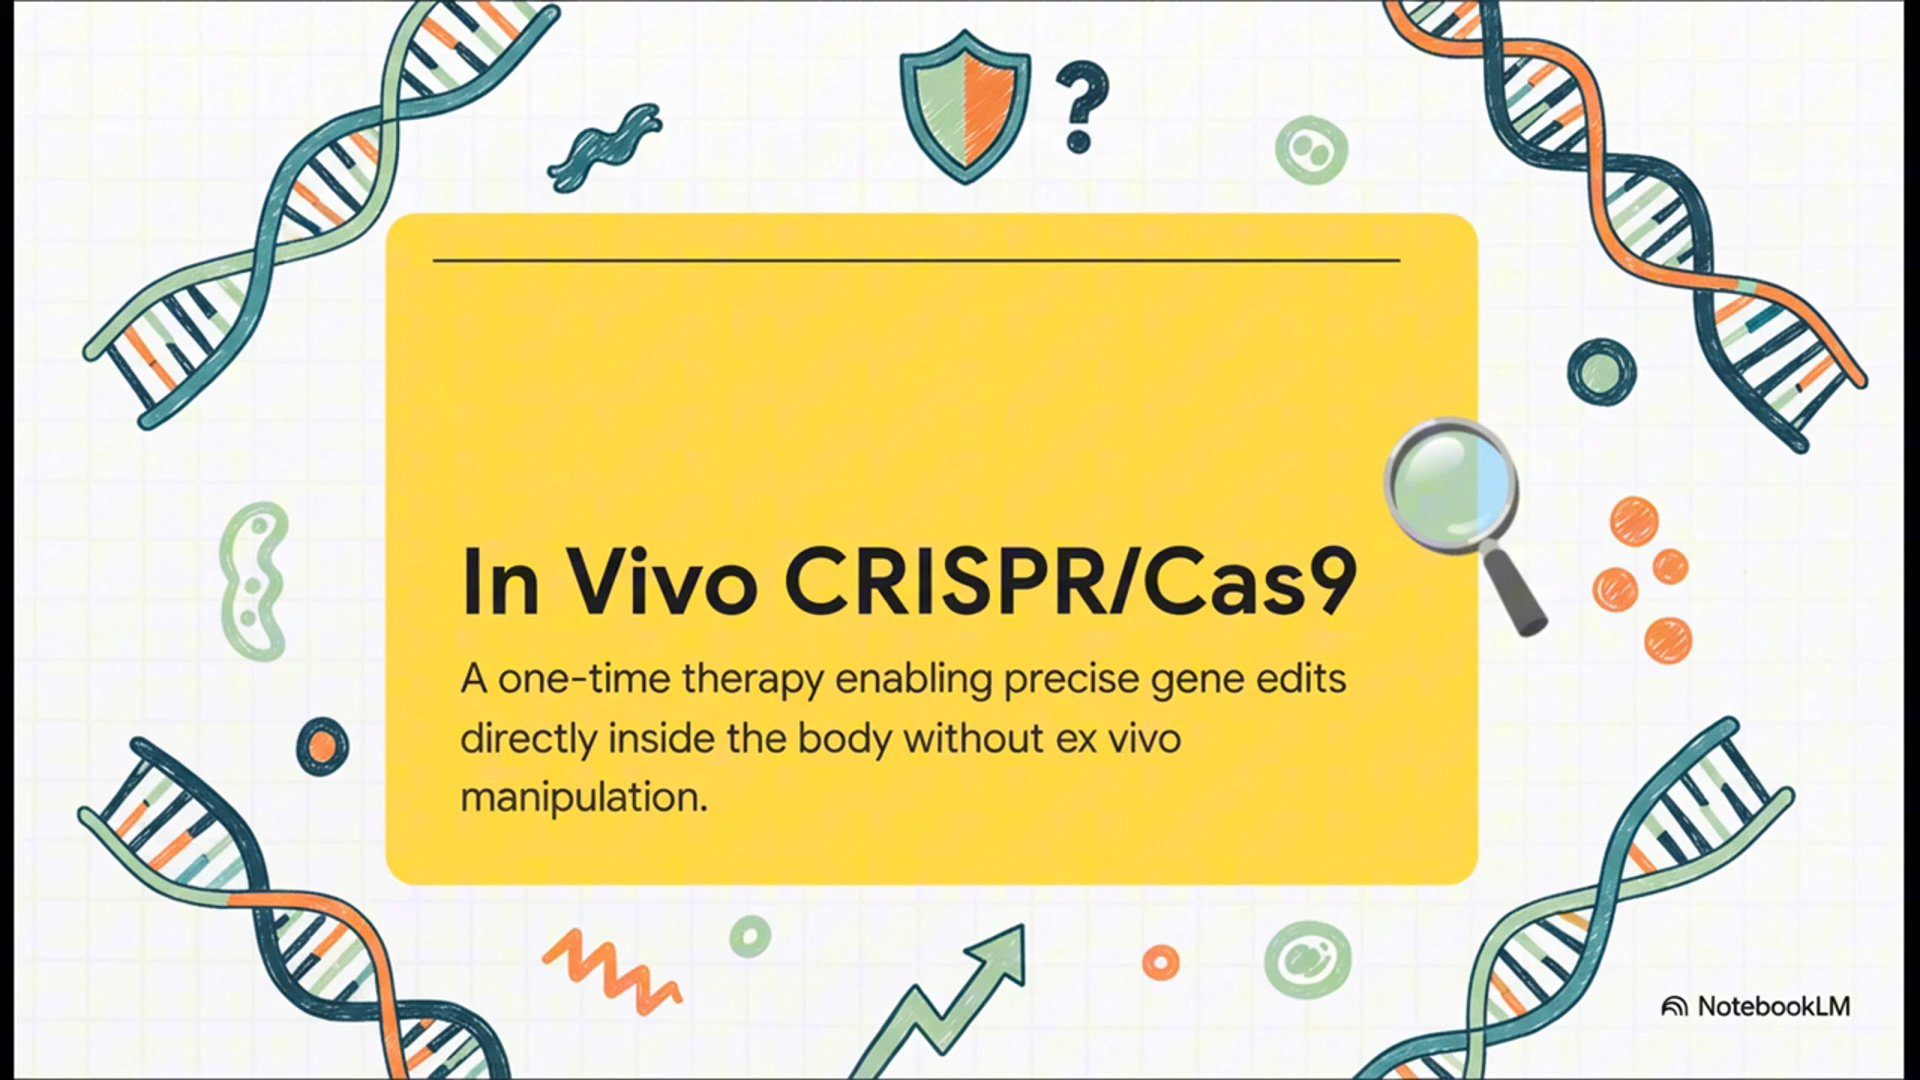 ?
In Vivo CRISPR/Cas9
A one-time therapy enabling precise gene edits
directly inside the body without ex vivo
manipulation.
NotebookLM